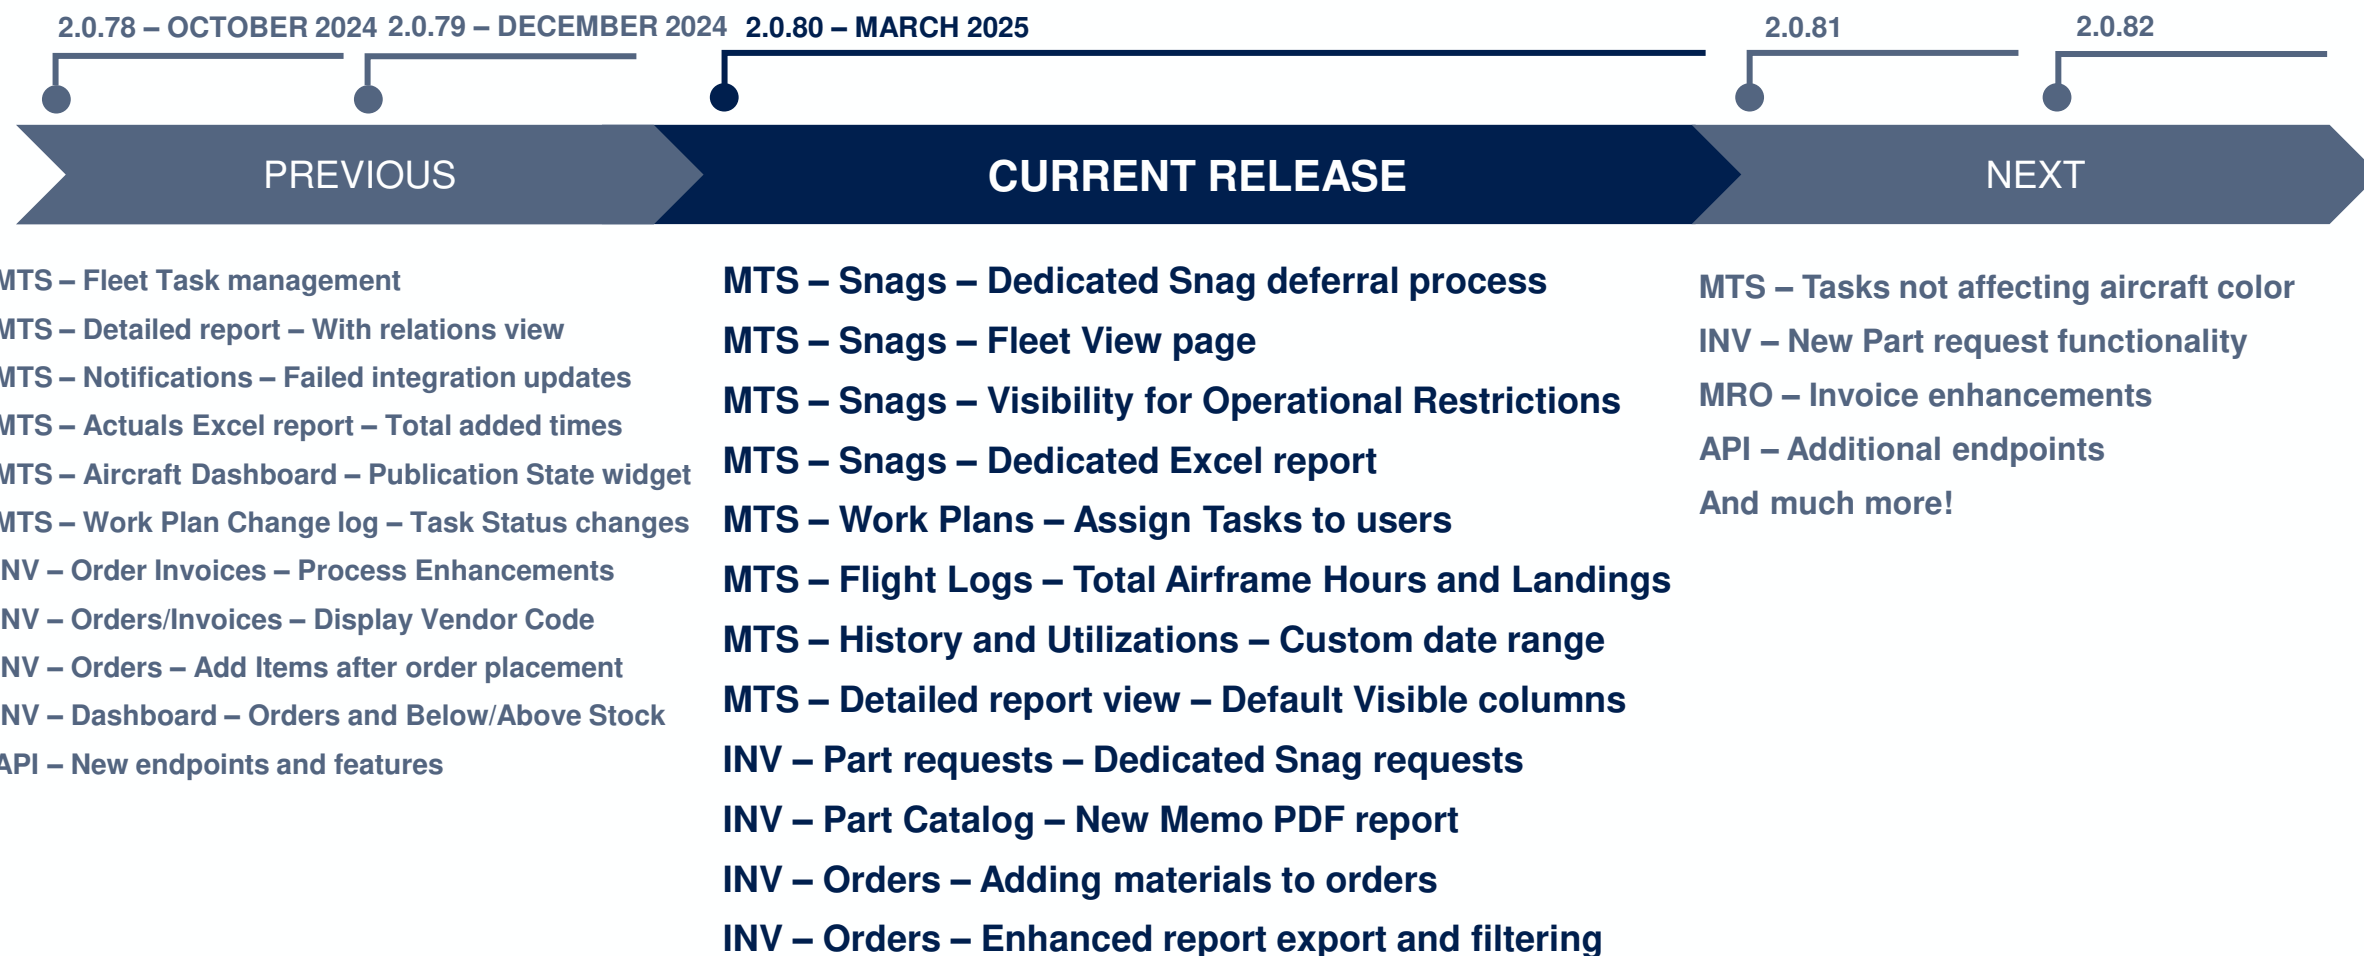 2.0.78 – OCTOBER 2024
2.0.79 – DECEMBER 2024
2.0.80 – MARCH 2025
2.0.81
2.0.82
PREVIOUS
CURRENT RELEASE
NEXT
MTS – Fleet Task management
MTS – Detailed report – With relations view
MTS – Notifications – Failed integration updates
MTS – Actuals Excel report – Total added times
MTS – Aircraft Dashboard – Publication State widget
MTS – Work Plan Change log – Task Status changes
INV – Order Invoices – Process Enhancements
INV – Orders/Invoices – Display Vendor Code
INV – Orders – Add Items after order placement
INV – Dashboard – Orders and Below/Above Stock
API – New endpoints and features
MTS – Snags – Dedicated Snag deferral process
MTS – Snags – Fleet View page
MTS – Snags – Visibility for Operational Restrictions
MTS – Snags – Dedicated Excel report
MTS – Work Plans – Assign Tasks to users
MTS – Flight Logs – Total Airframe Hours and Landings
MTS – History and Utilizations – Custom date range
MTS – Detailed report view – Default Visible columns
INV – Part requests – Dedicated Snag requests
INV – Part Catalog – New Memo PDF report
INV – Orders – Adding materials to orders
INV – Orders – Enhanced report export and filtering
MTS – Tasks not affecting aircraft color
INV – New Part request functionality
MRO – Invoice enhancements
API – Additional endpoints
And much more!